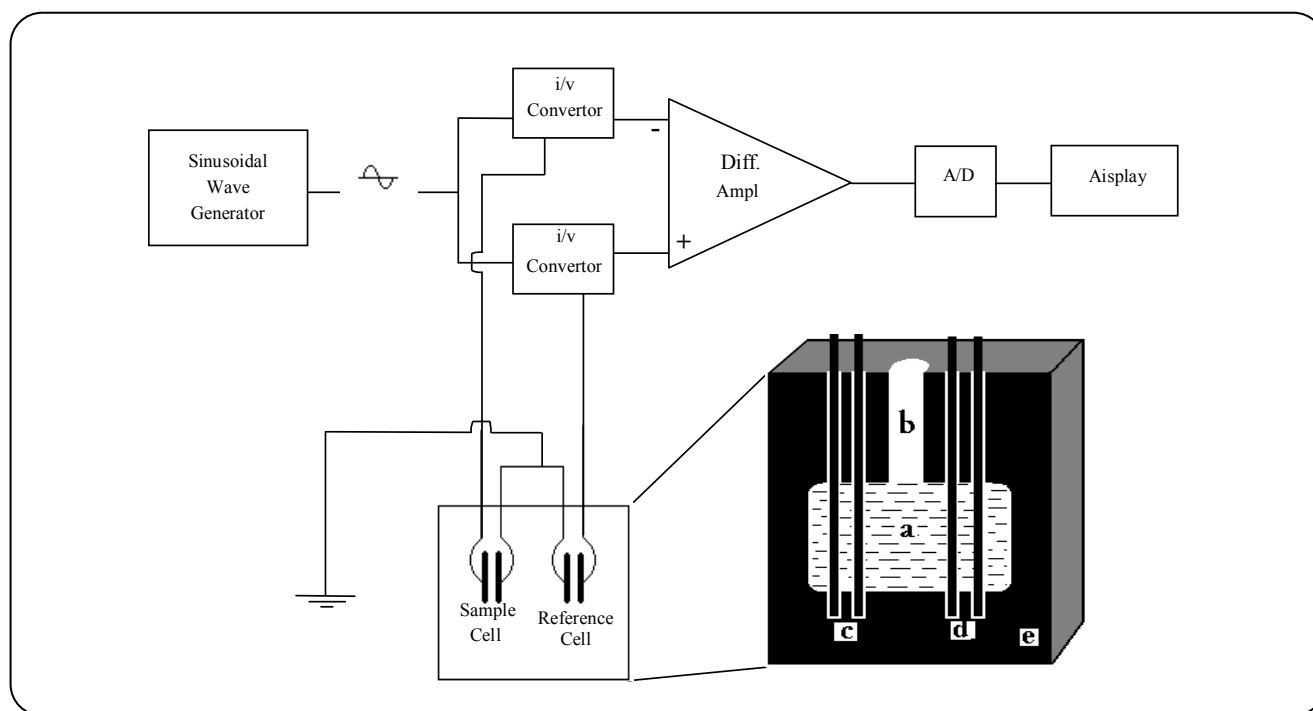 i/v
Convertor
Sinusoidal
Wave
Generator
-
Diff.
Ampl
A/D
Aisplay
i/v
Convertor
+
Sample
Cell
Reference
Cell
b
a
c
d
e